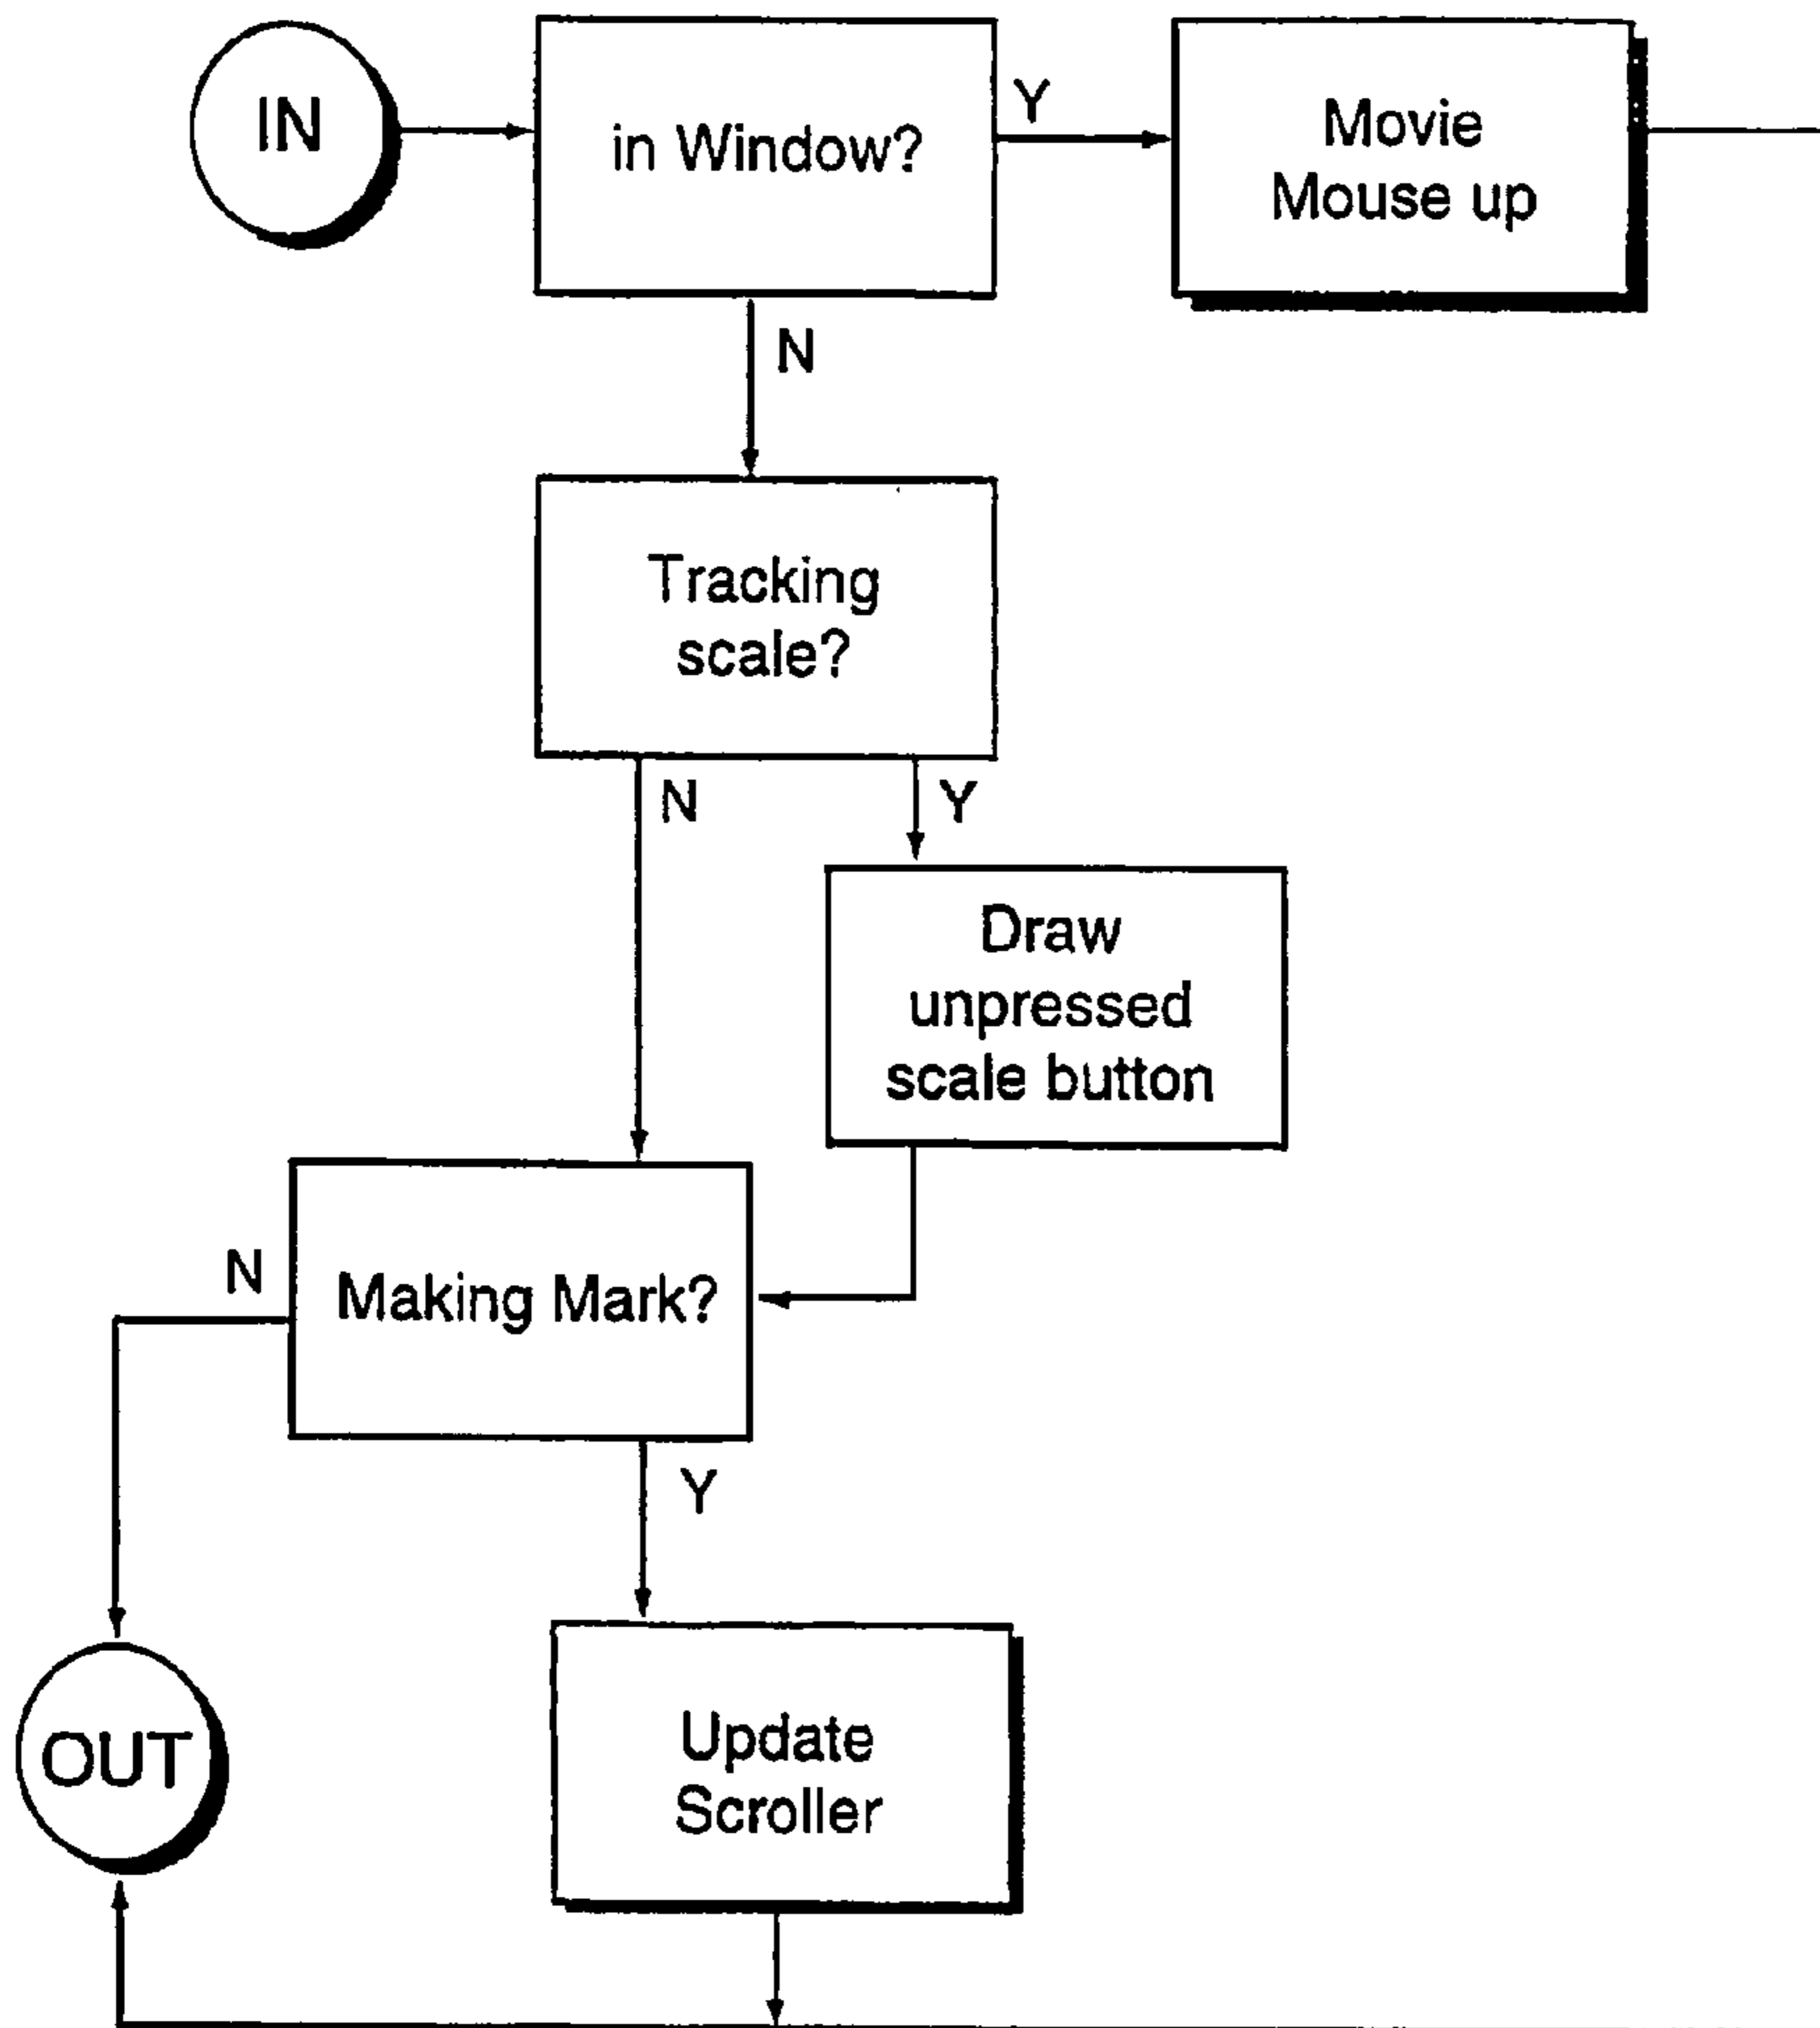 IN
in Window?
Y
Movie
Mouse up
N
Tracking
scale?
N
Y
Draw
unpressed
scale button
N
Making Mark?
Y
OUT
Update
Scroller